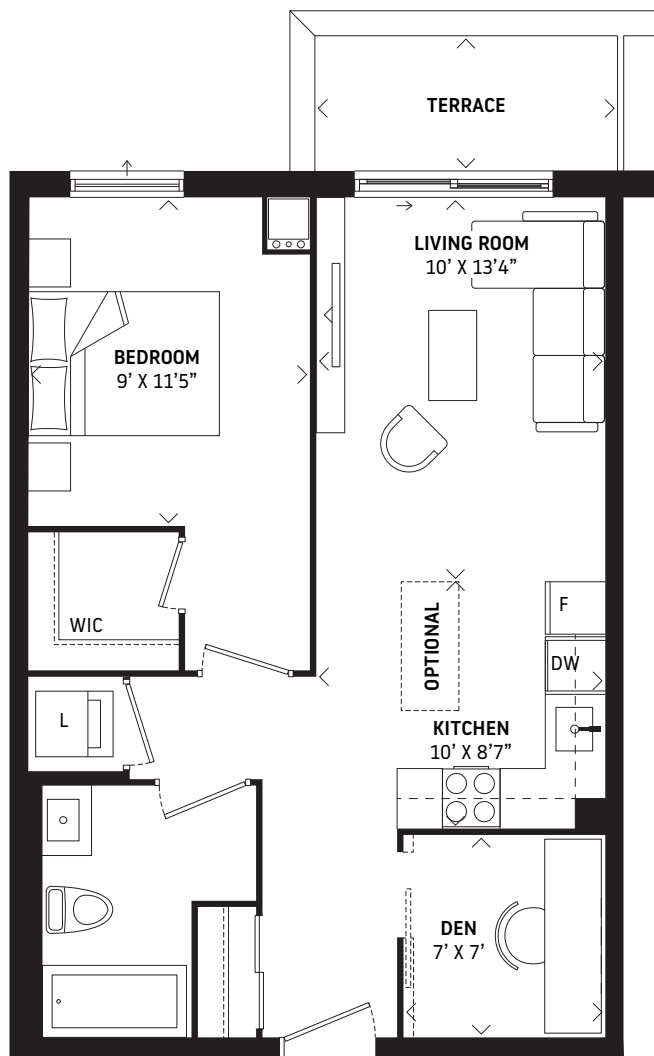 TERRACE
LIVING ROOM
10’ X 13’4”
BEDROOM
9’ X 11’5”
WIC
OPTIONAL
F
DW
L
KITCHEN
10’ X 8’7”
DEN
7’ X 7’